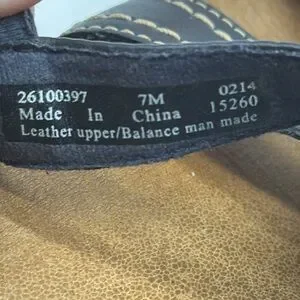 26100397 7M 0214
Made In China 15260
Leather upper/Balance man made